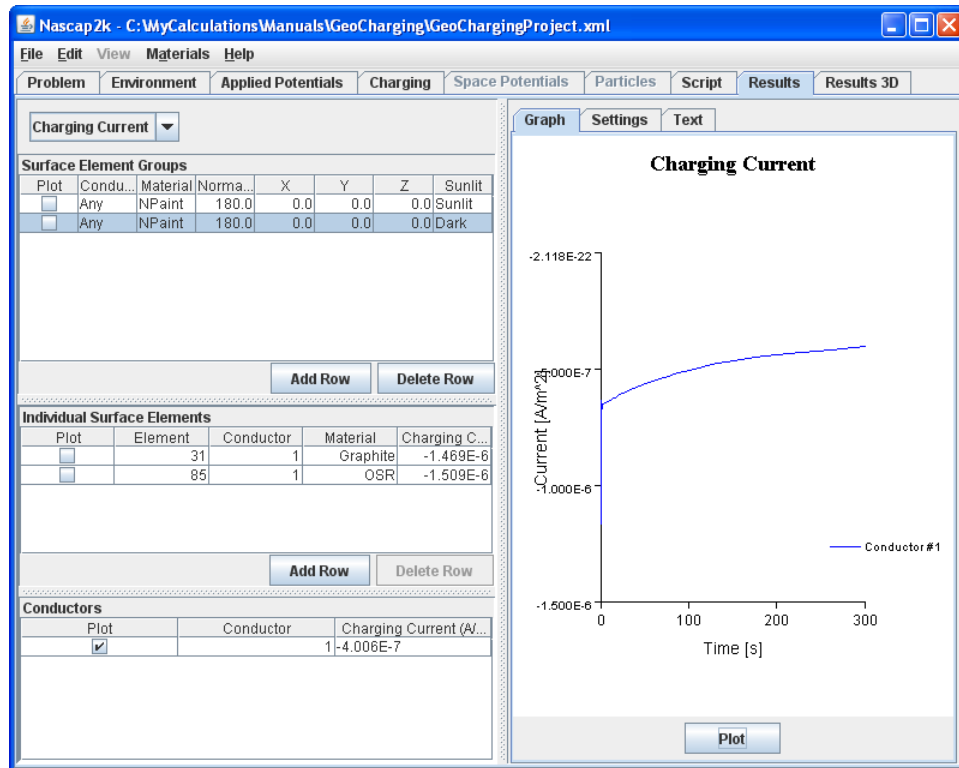 Nascap2k - C:\MyCalculations\Manuals\GeoCharging\GeoChargingProject.xml
File Edit View Materials Help
Problem Environment Applied Potentials Charging Space Potentials Particles Script Results Results 3D
Charging Current
Surface Element Groups
Plot Condu... Material Norma... X Y Z Sunlit
Any NPaint 180.0 0.0 0.0 0.0 Sunlit
Any NPaint 180.0 0.0 0.0 0.0 Dark
Add Row Delete Row
Individual Surface Elements
Plot Element Conductor Material Charging C...
31 1 Graphite -1.469E-6
85 1 OSR -1.509E-6
Add Row Delete Row
Conductors
Plot Conductor Charging Current (A/...
1 -4.006E-7
Graph Settings Text
Charging Current
-2.118E-22
Current [A/m^2]
-1.000E-6
-1.500E-6
0 100 200 300
Time [s]
Conductor #1
Plot